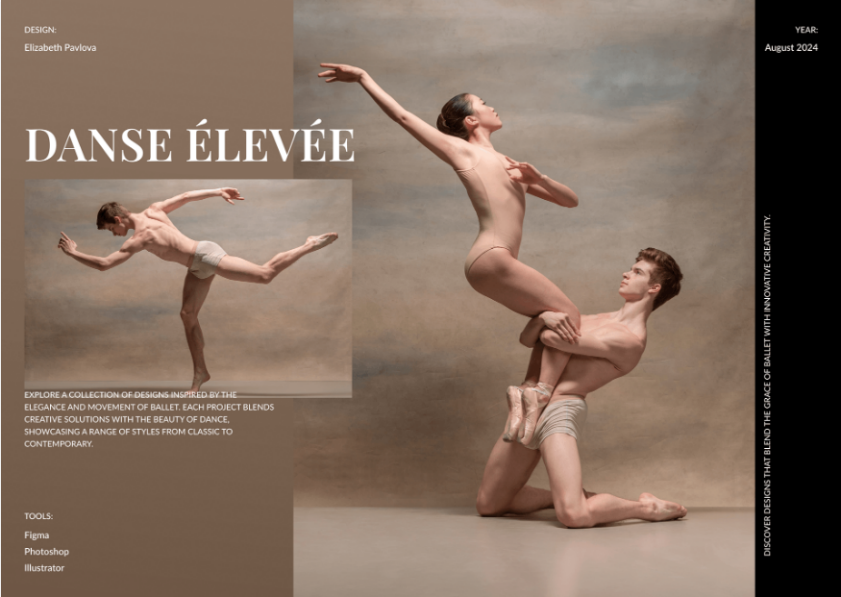 DESIGN:
Elizabeth Pavlova
YEAR:
August 2024
DANSE ÉLEVÉE
EXPLORE A COLLECTION OF DESIGNS INSPIRED BY THE
ELEGANCE AND MOVEMENT OF BALLET. EACH PROJECT BLENDS
CREATIVE SOLUTIONS WITH THE BEAUTY OF DANCE,
SHOWCASING A RANGE OF STYLES FROM CLASSIC TO
CONTEMPORARY.
TOOLS:
Figma
Photoshop
Illustrator
DISCOVER DESIGNS THAT BLEND THE GRACE OF BALLET WITH INNOVATIVE CREATIVITY.